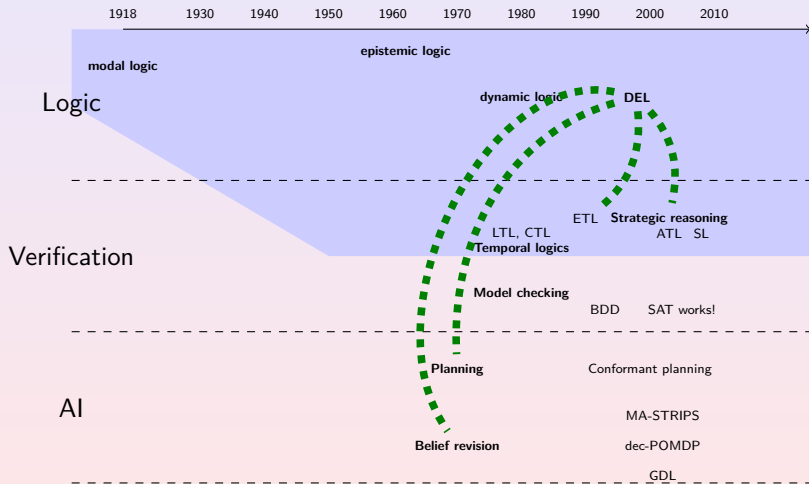 1918 1930 1940 1950 1960 1970 1980 1990 2000 2010
epistemic logic
modal logic
Logic
dynamic logic DEL
ETL Strategic reasoning
LTL, CTL ATL SL
Temporal logics
Verification
Model checking
BDD SAT works!
Planning Conformant planning
AI
MA-STRIPS
Belief revision dec-POMDP
GDL